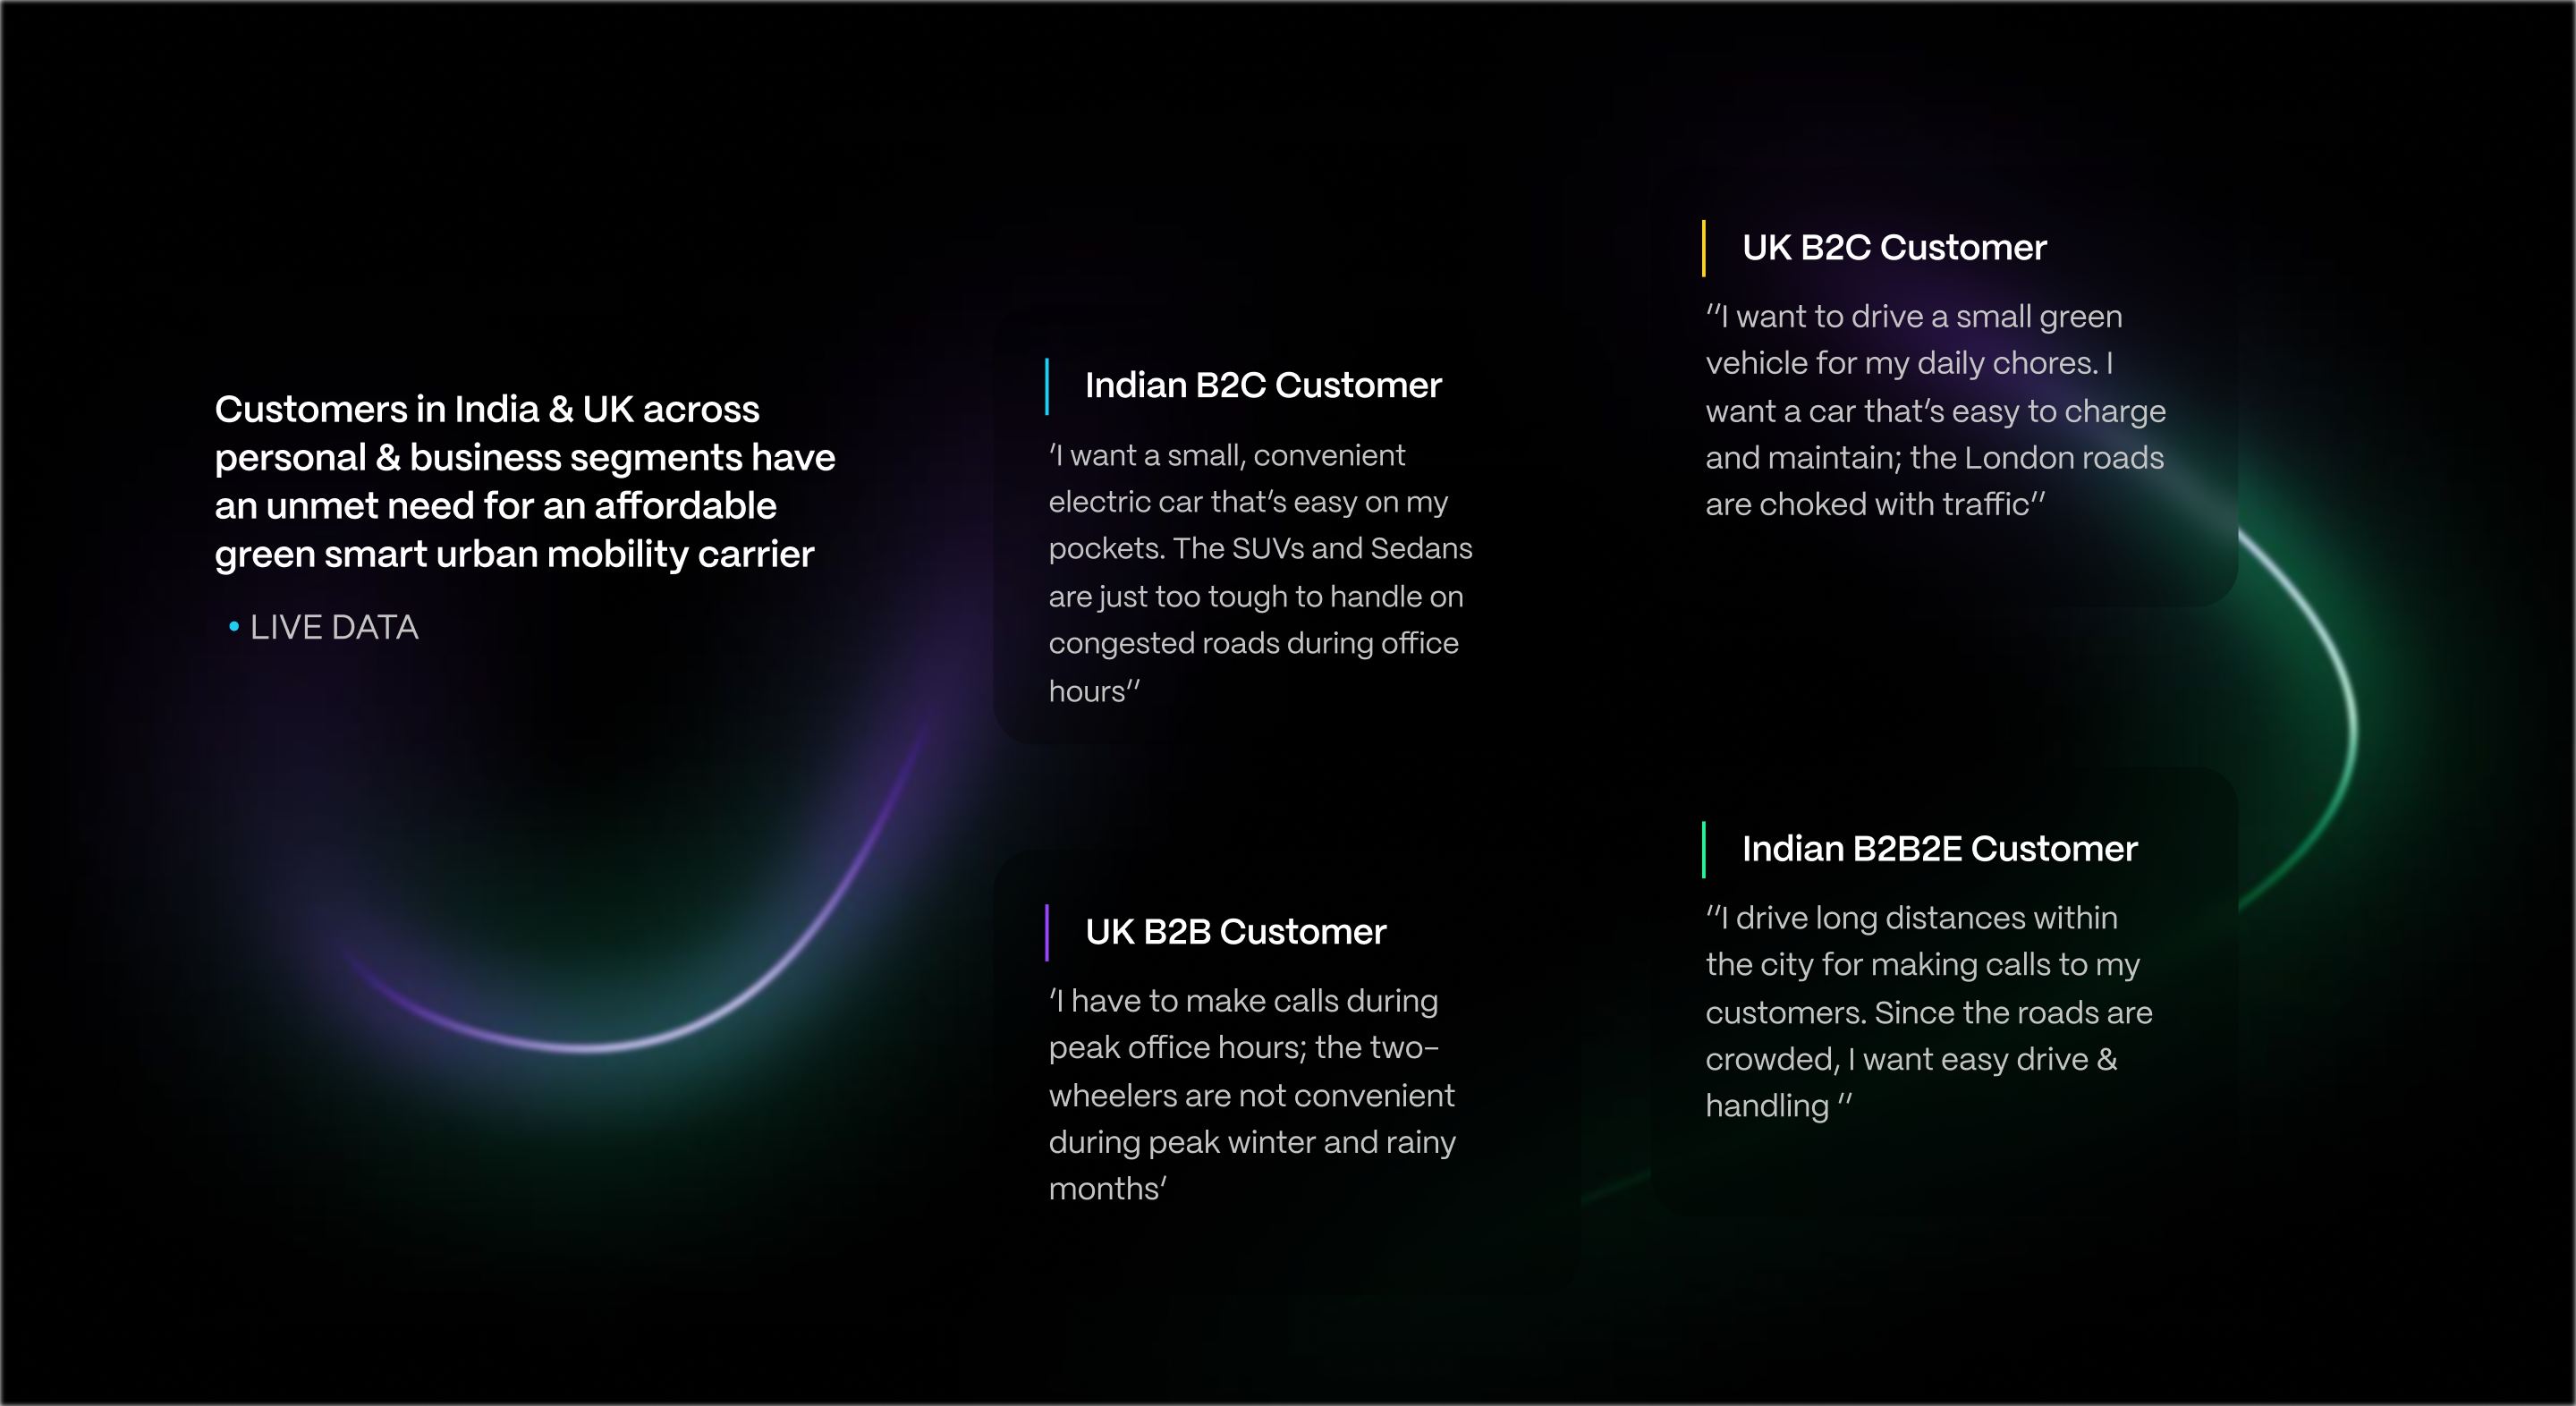 Customers in India & UK across
personal & business segments have
an unmet need for an affordable
green smart urban mobility carrier
• LIVE DATA
Indian B2C Customer
‘I want a small, convenient
electric car that’s easy on my
pockets. The SUVs and Sedans
are just too tough to handle on
congested roads during office
hours’’
UK B2B Customer
‘I have to make calls during
peak office hours; the two-
wheelers are not convenient
during peak winter and rainy
months’
UK B2C Customer
‘’I want to drive a small green
vehicle for my daily chores. I
want a car that’s easy to charge
and maintain; the London roads
are choked with traffic’’
Indian B2B2E Customer
‘’I drive long distances within
the city for making calls to my
customers. Since the roads are
crowded, I want easy drive &
handling ‘’